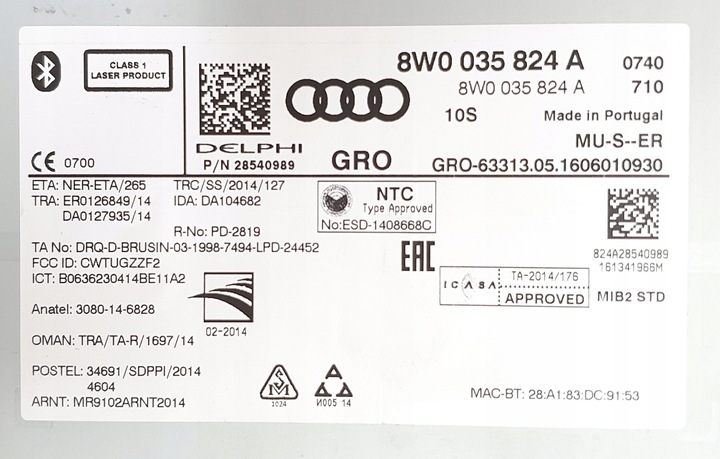 CLASS 1
LASER PRODUCT
8W0 035 824 A 0740
8W0 035 824 A 710
10S Made in Portugal
DELPHI
P/N 28540989
GRO
MU-S--ER
GRO-63313.05.1606010930
CE 0700
ETA: NER-ETA/265 TRC/SS/2014/127
TRA: ER0126849/14 IDA: DA104682
DA0127935/14
R-No: PD-2819
NTC
Type Approved
No:ESD-1408668C
TA No: DRQ-D-BRUSIN-03-1998-7494-LPD-24452
FCC ID: CWTUGZZF2
ICT: B0636230414BE11A2
EAC
824A28540989
161341966M
ICASA
TA-2014/176
APPROVED
MIB2 STD
Anatel: 3080-14-6828
02-2014
OMAN: TRA/TA-R/1697/14
POSTEL: 34691/SDPPI/2014
4604
ARNT: MR9102ARNT2014
1024
И005 14
MAC-BT: 28:A1:83:DC:91:53